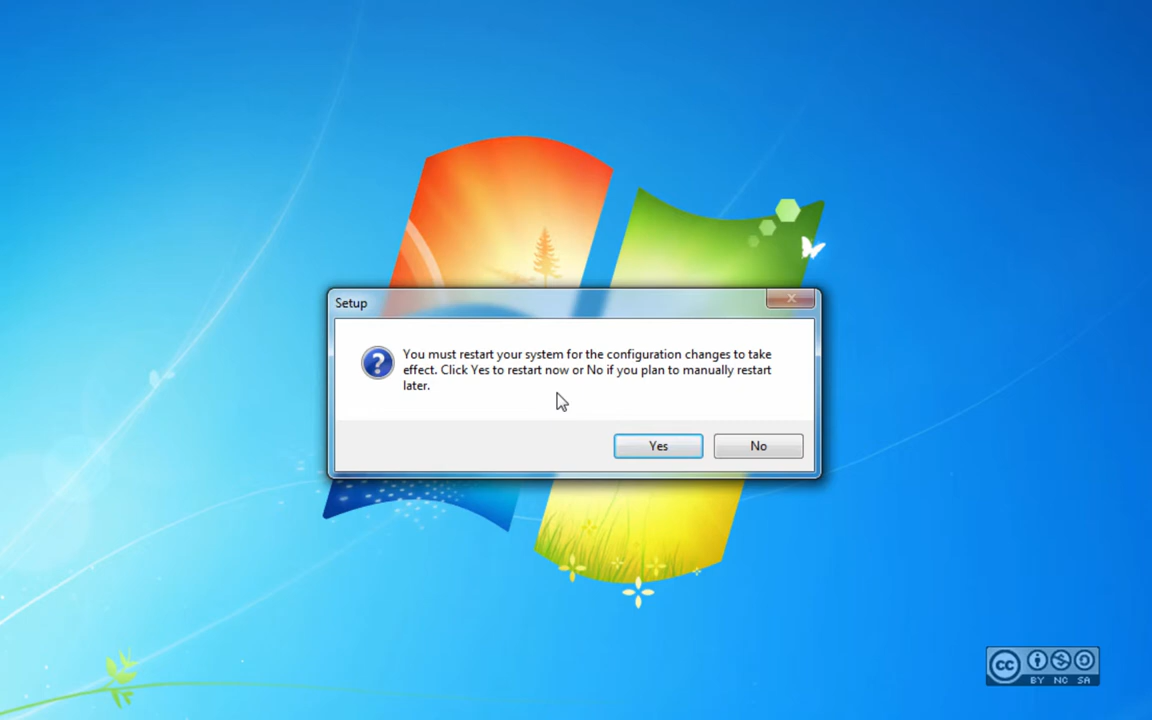 Setup
You must restart your system for the configuration changes to take
effect. Click Yes to restart now or No if you plan to manually restart
later.
Yes
No
cc
BY NC SA